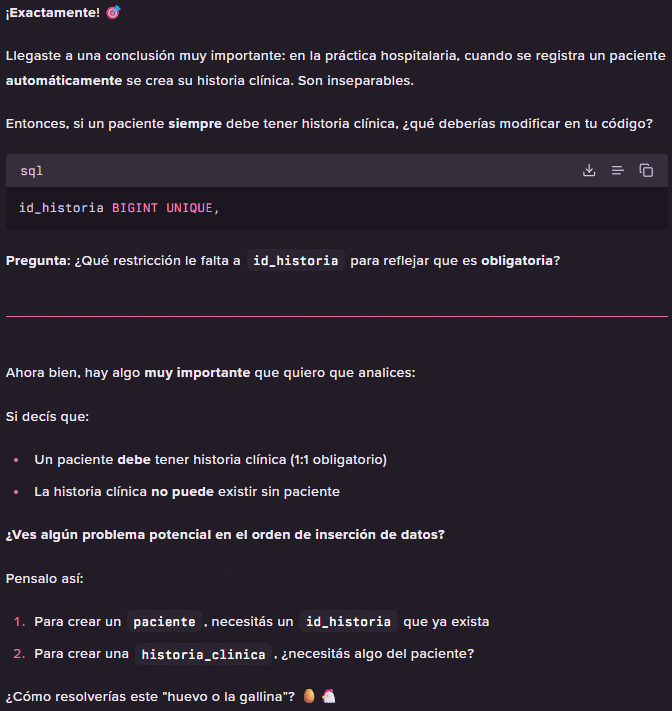 ¡Exactamente! 🎯
Llegaste a una conclusión muy importante: en la práctica hospitalaria, cuando se registra un paciente
automáticamente se crea su historia clínica. Son inseparables.
Entonces, si un paciente siempre debe tener historia clínica, ¿qué deberías modificar en tu código?
sql
id_historia BIGINT UNIQUE,
Pregunta: ¿Qué restricción le falta a id_historia para reflejar que es obligatoria?
Ahora bien, hay algo muy importante que quiero que analices:
Si decís que:
• Un paciente debe tener historia clínica (1:1 obligatorio)
• La historia clínica no puede existir sin paciente
¿Ves algún problema potencial en el orden de inserción de datos?
Pensalo así:
1. Para crear un paciente, necesitás un id_historia que ya exista
2. Para crear una historia_clinica, ¿necesitás algo del paciente?
¿Cómo resolverías este "huevo o la gallina"? 🥚 🐔